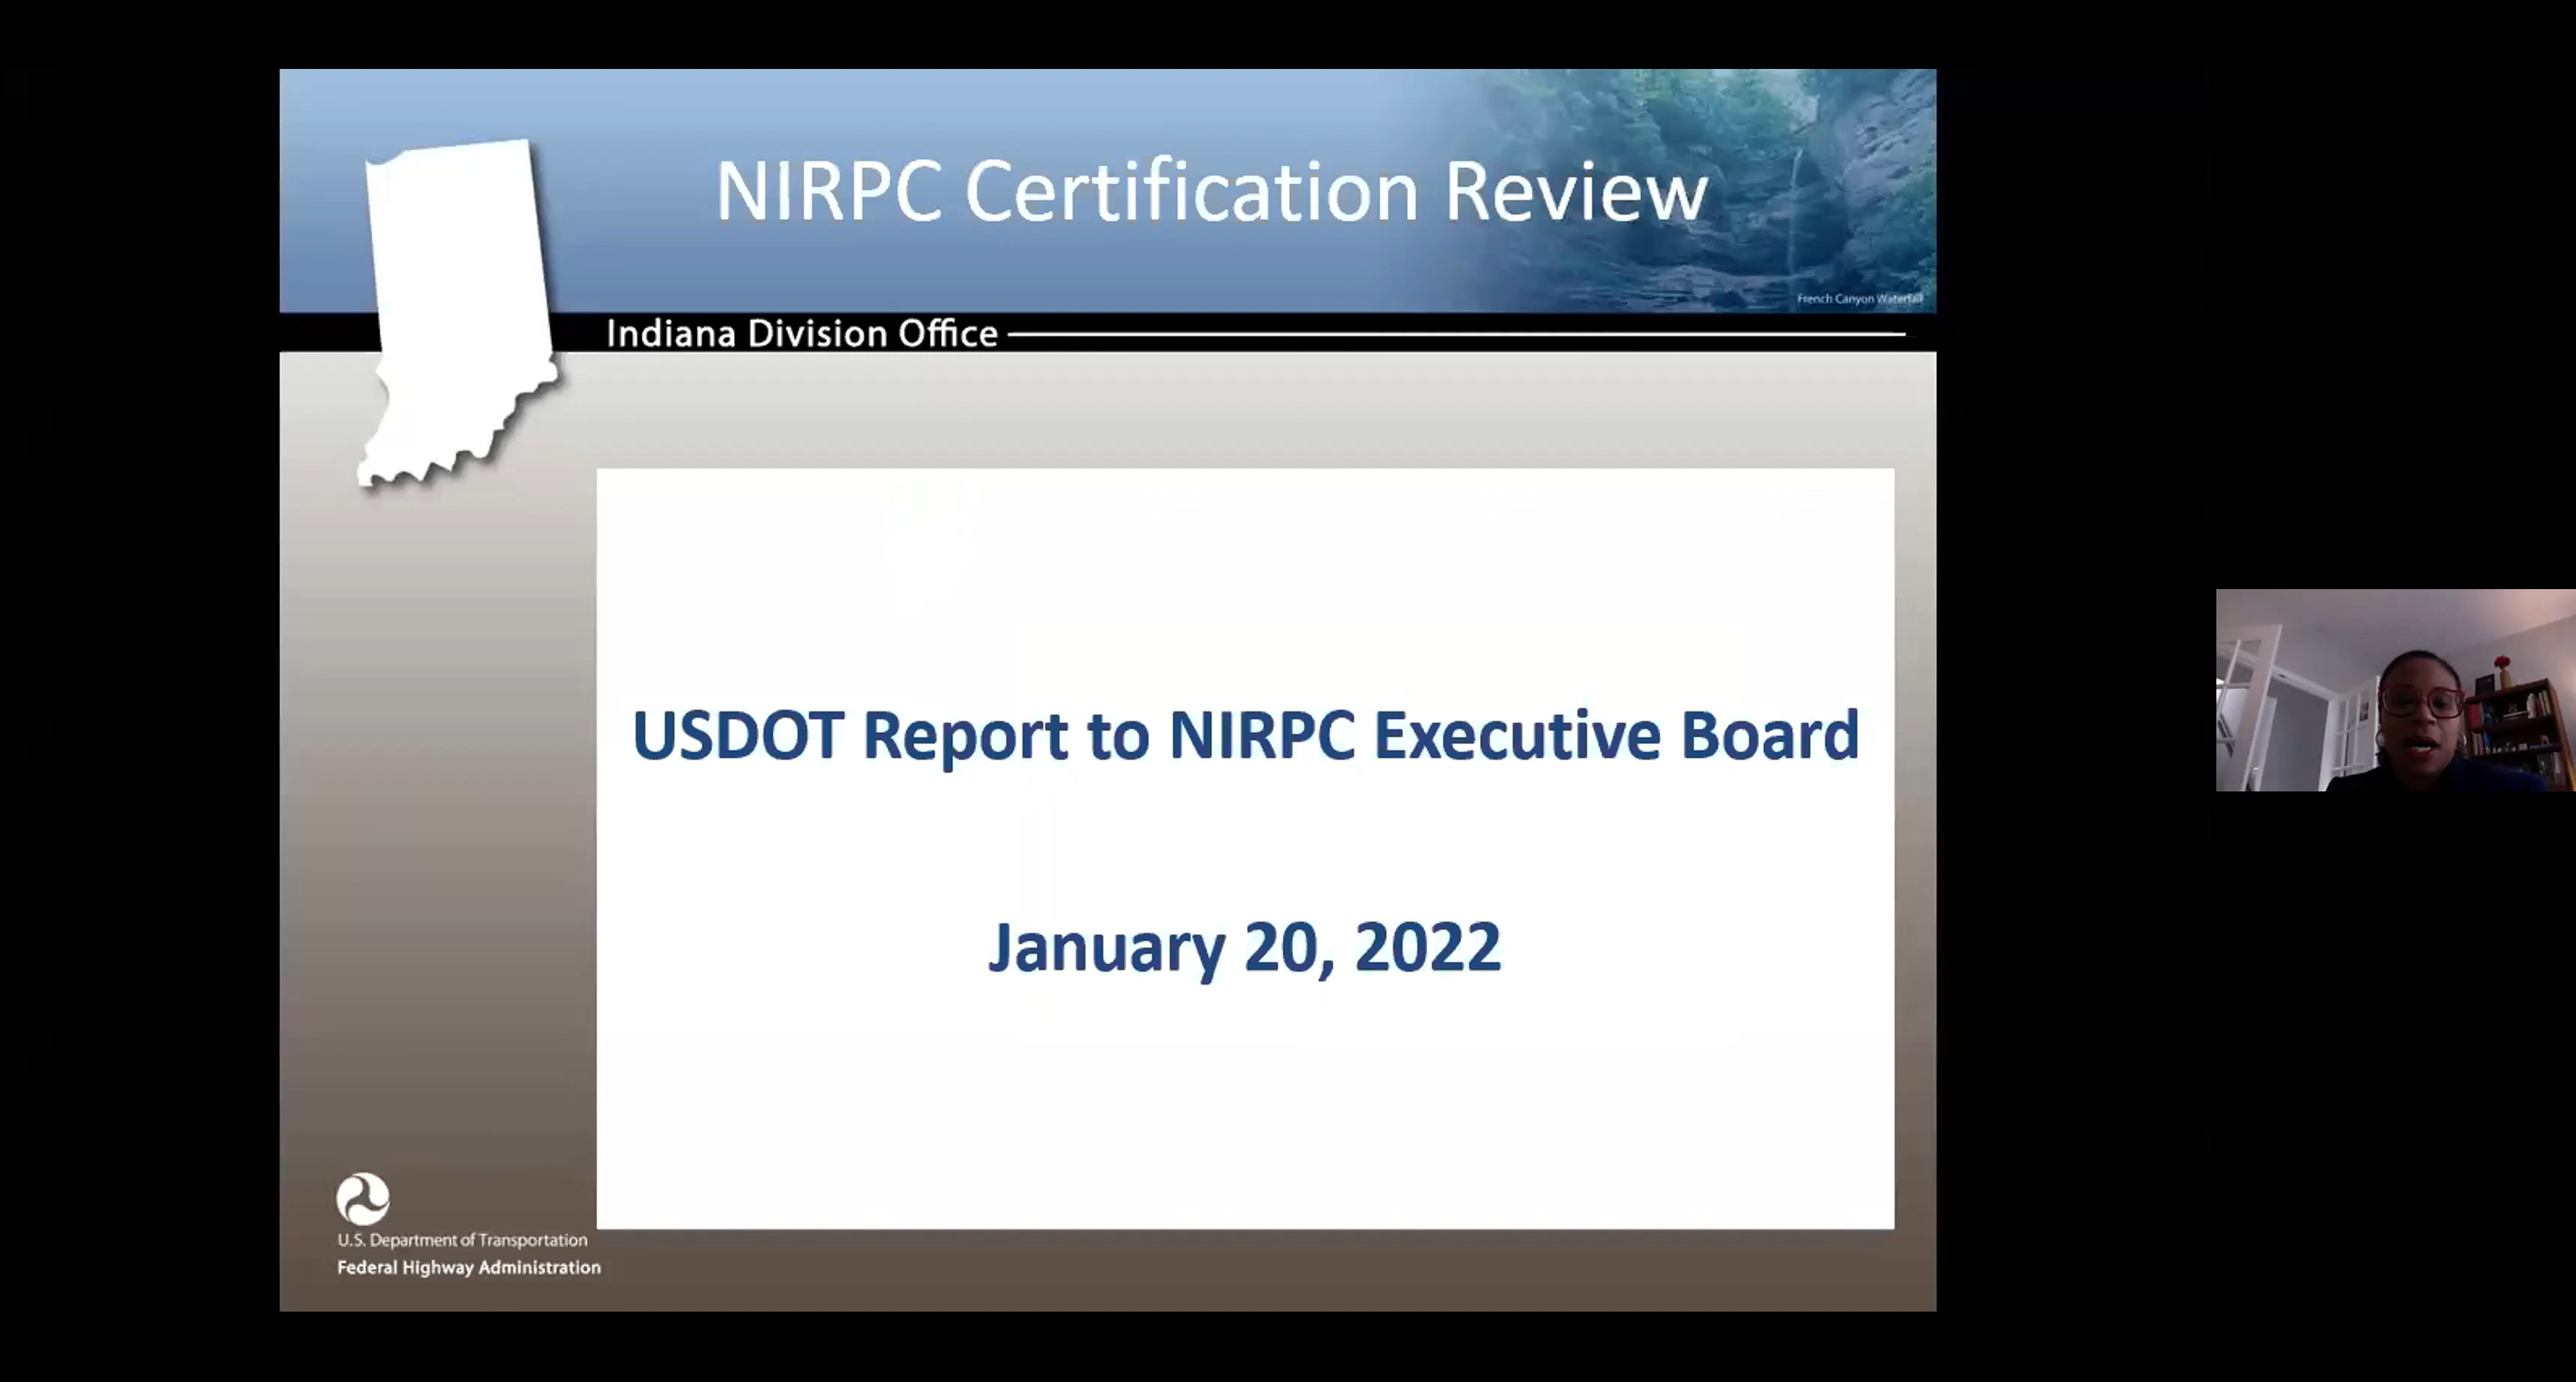 NIRPC Certification Review
French Canyon Waterfall
Indiana Division Office
USDOT Report to NIRPC Executive Board
January 20, 2022
U.S. Department of Transportation
Federal Highway Administration